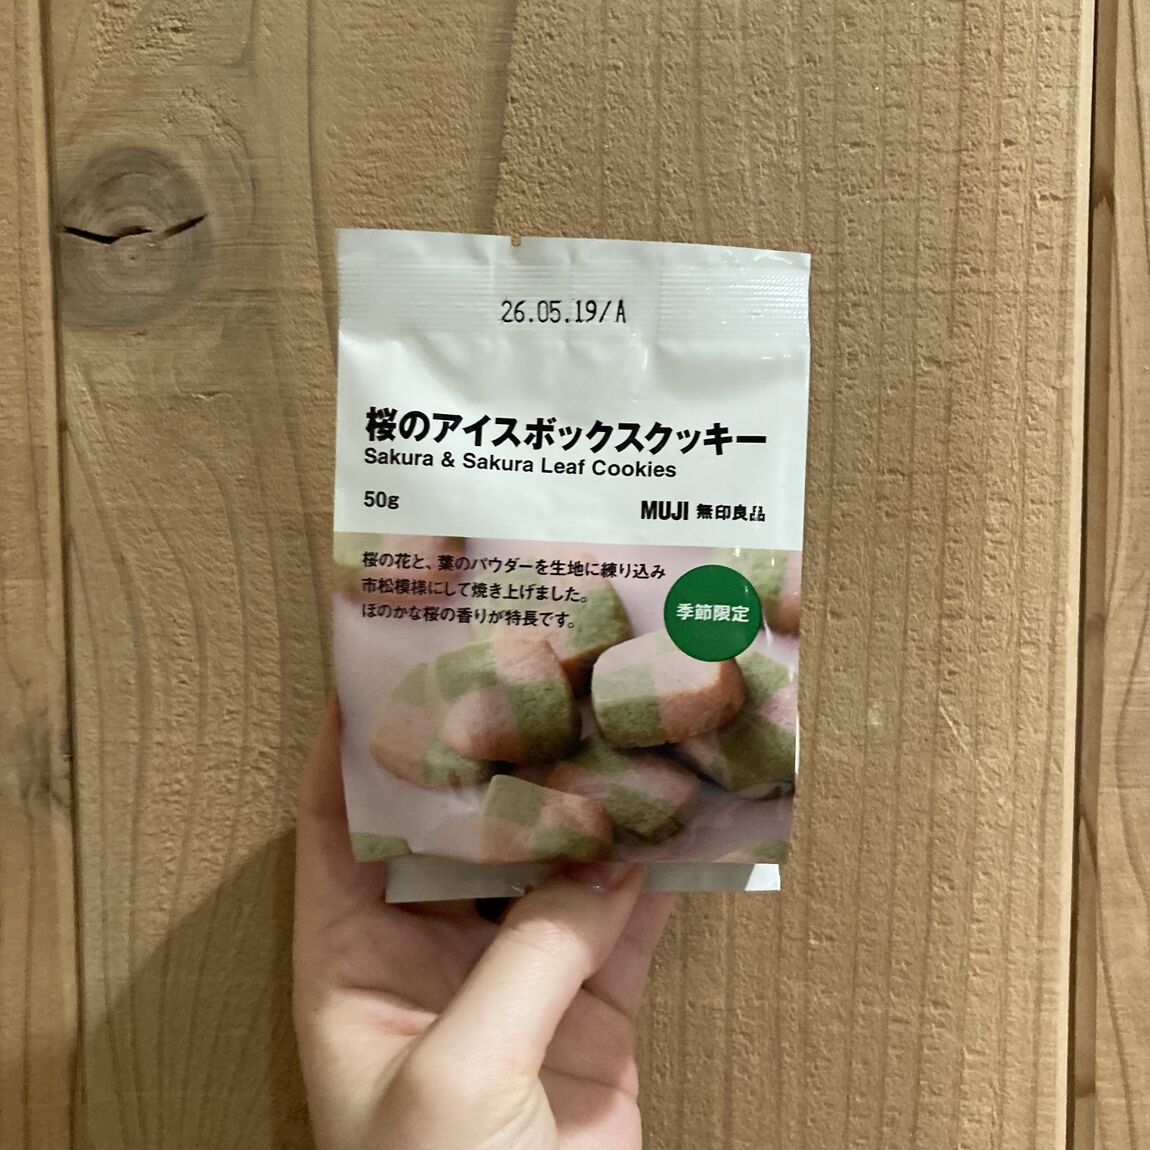 26.05.19/A
桜のアイスボックスクッキー
Sakura & Sakura Leaf Cookies
50g
MUJI 無印良品
桜の花と、葉のパウダーを生地に練り込み
市松模様にして焼き上げました。
ほのかな桜の香りが特長です。
季節限定